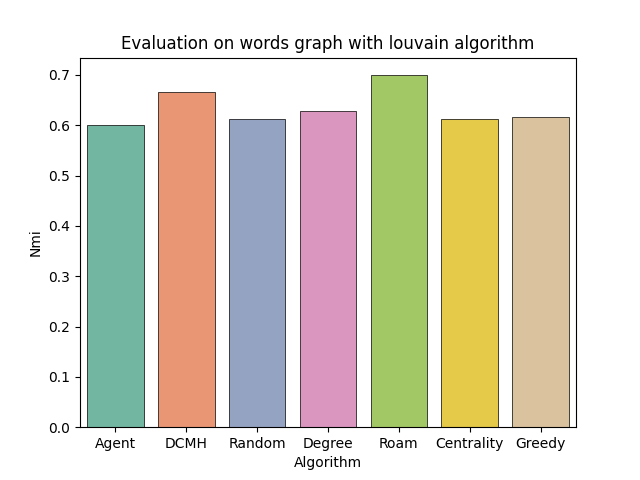 Evaluation on words graph with louvain algorithm
0.7
0.6
0.5
0.4
0.3
0.2
0.1
0.0
Nmi
Agent DCMH Random Degree Roam Centrality Greedy
Algorithm